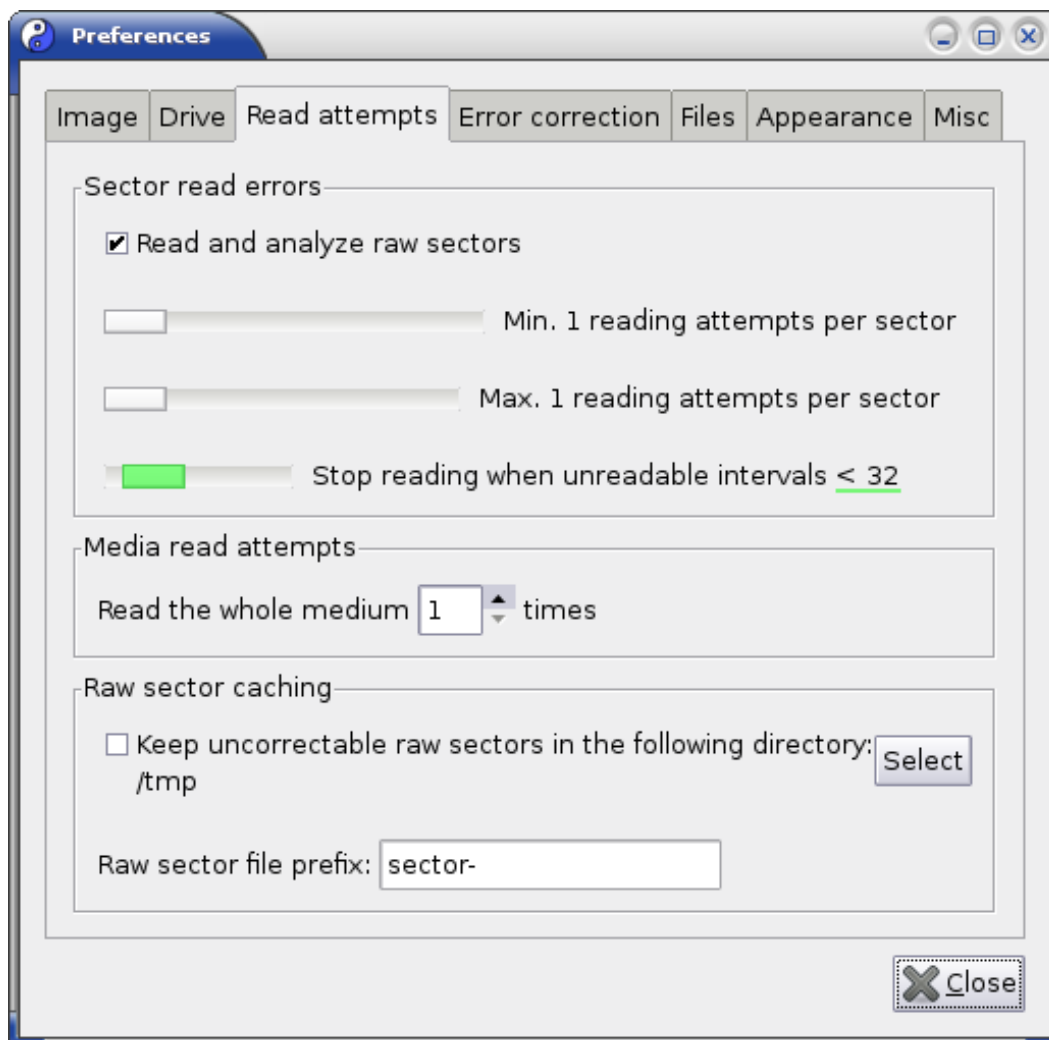 Preferences
Image Drive Read attempts Error correction Files Appearance Misc
Sector read errors
Read and analyze raw sectors
Min. 1 reading attempts per sector
Max. 1 reading attempts per sector
Stop reading when unreadable intervals < 32
Media read attempts
Read the whole medium 1 times
Raw sector caching
Keep uncorrectable raw sectors in the following directory:
/tmp
Select
Raw sector file prefix: sector-
Close